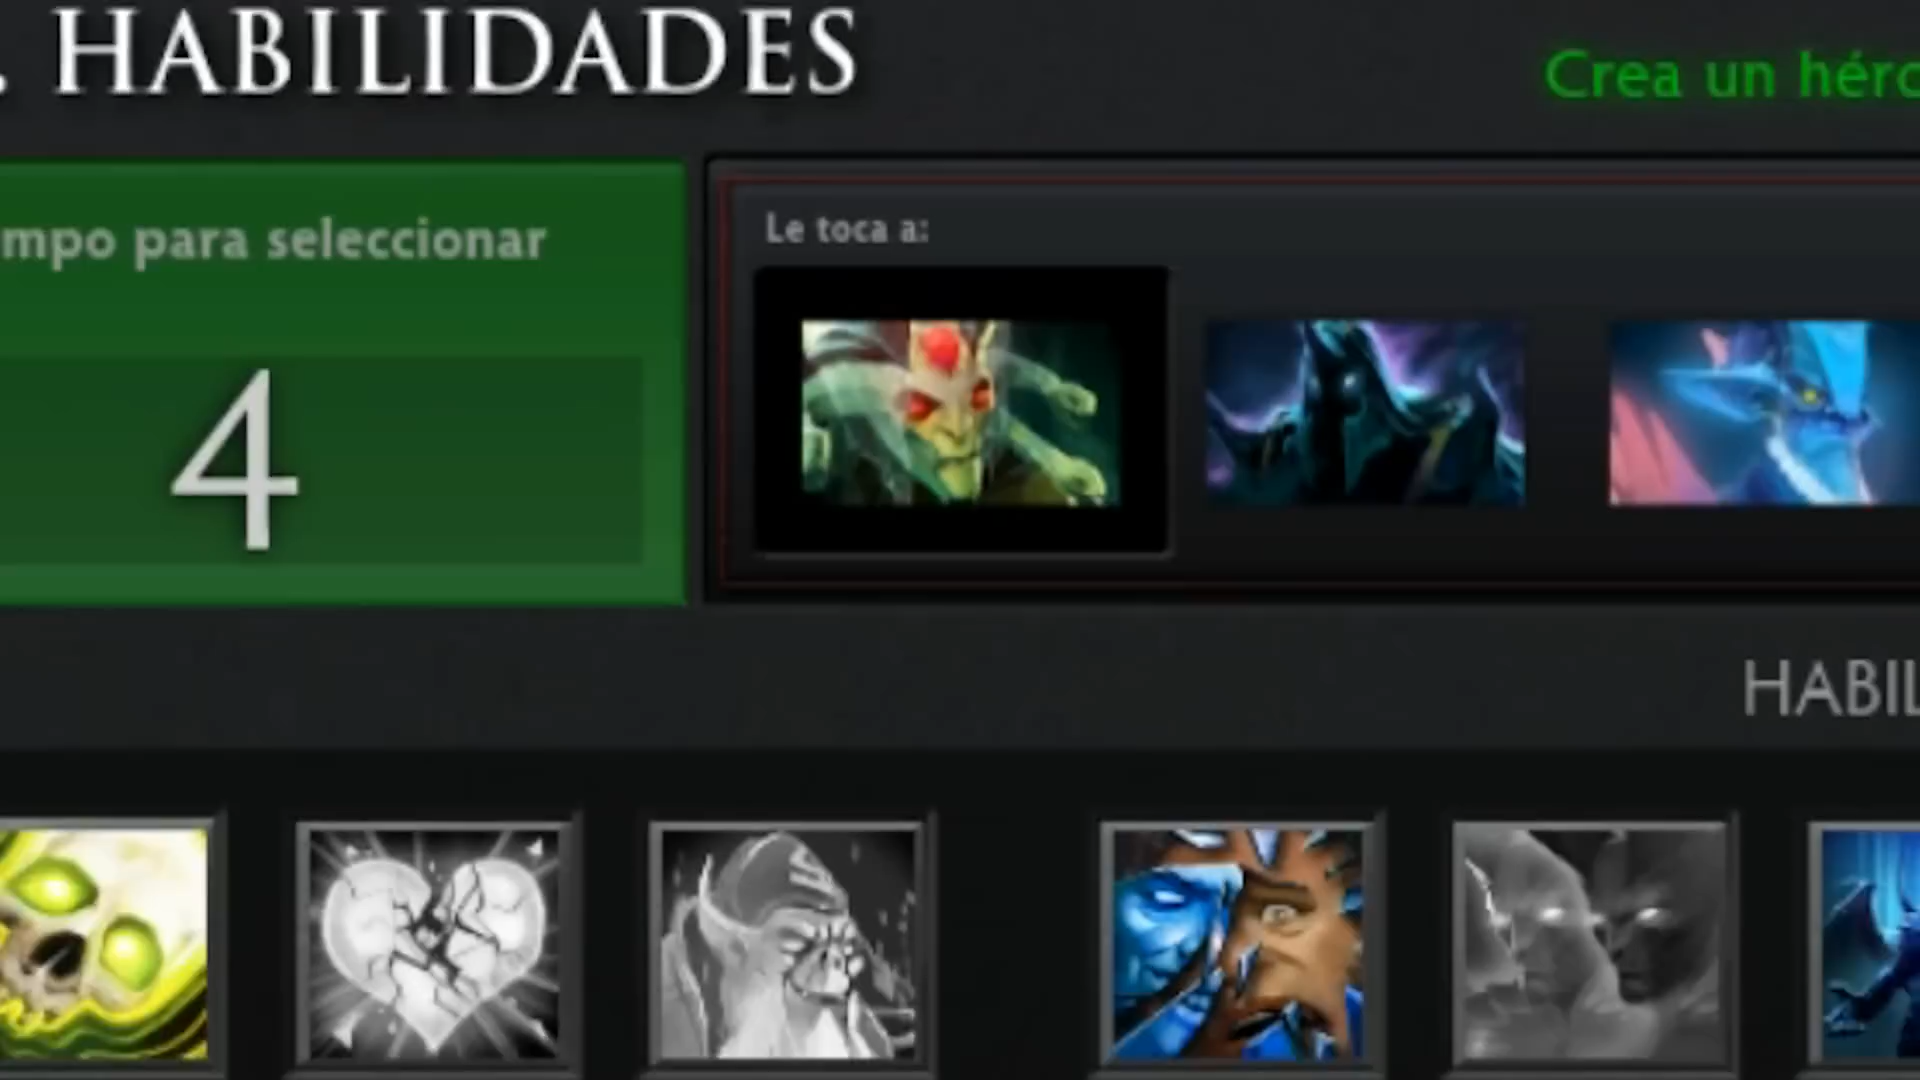 . HABILIDADES
Crea un héro
mpo para seleccionar
Le toca a:
4
HABIL